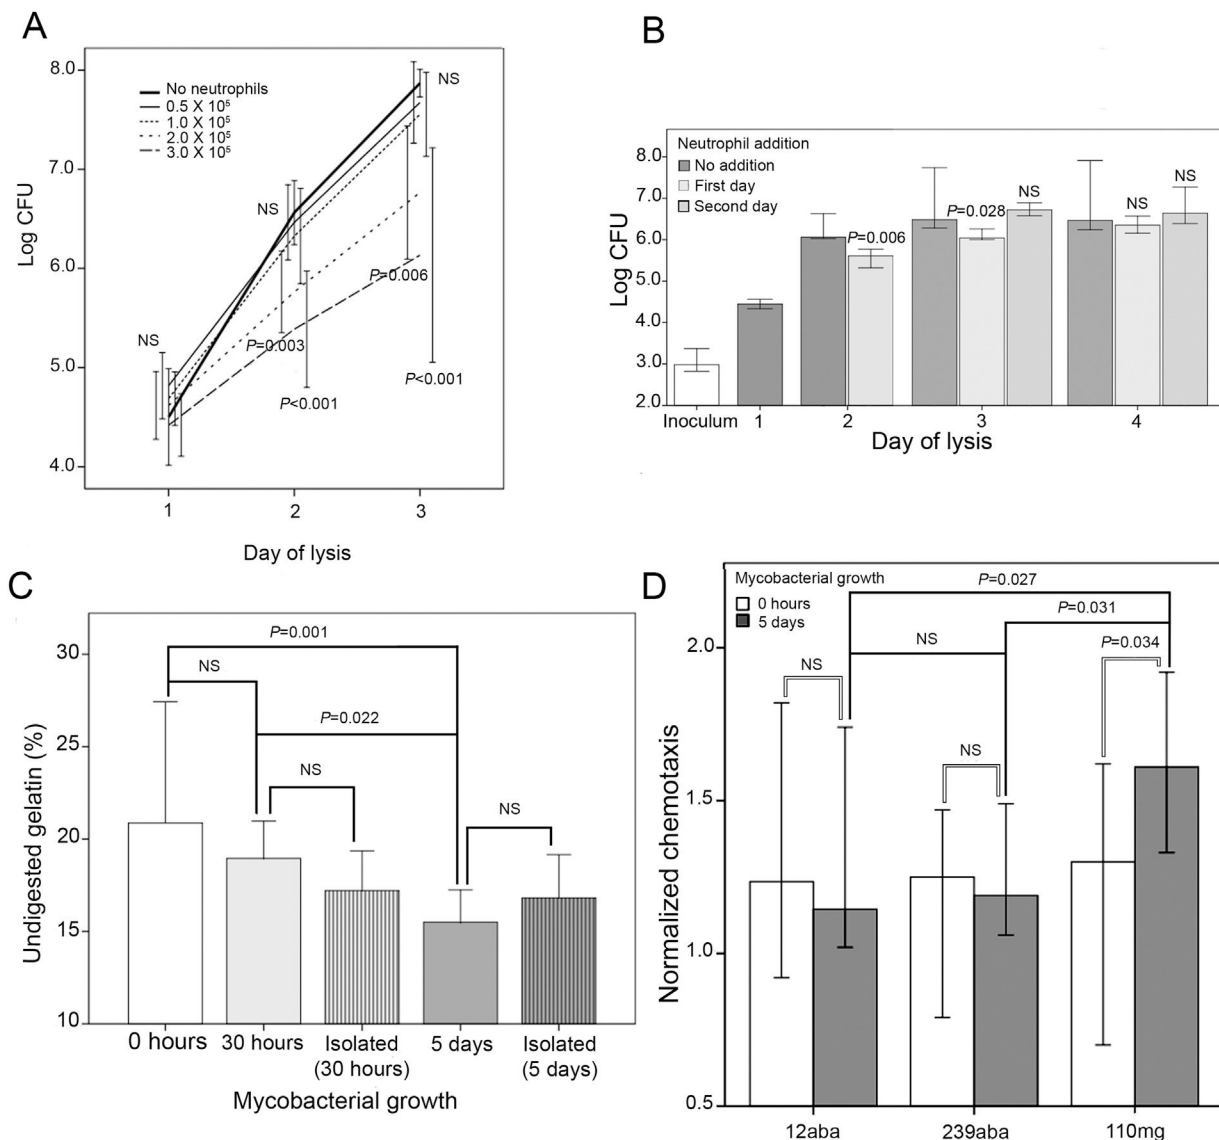 A
8.0
7.0
6.0
5.0
4.0
Log CFU
No neutrophils
0.5 X 10⁵
1.0 X 10⁵
2.0 X 10⁵
3.0 X 10⁵
NS
NS
NS
P=0.006
P=0.003
P<0.001
P<0.001
1 2 3
Day of lysis
B
8.0
7.0
6.0
5.0
4.0
3.0
2.0
Log CFU
Neutrophil addition
No addition
First day
Second day
P=0.006
P=0.028
NS
NS
NS
Inoculum 1 2 3 4
Day of lysis
C
30
25
20
15
10
Undigested gelatin (%)
P=0.001
NS
P=0.022
NS
NS
0 hours 30 hours Isolated 5 days Isolated
(30 hours) (5 days)
Mycobacterial growth
D
2.0
1.5
1.0
0.5
Normalized chemotaxis
Mycobacterial growth
0 hours
5 days
P=0.027
P=0.031
P=0.034
NS
NS
NS
12aba 239aba 110mg